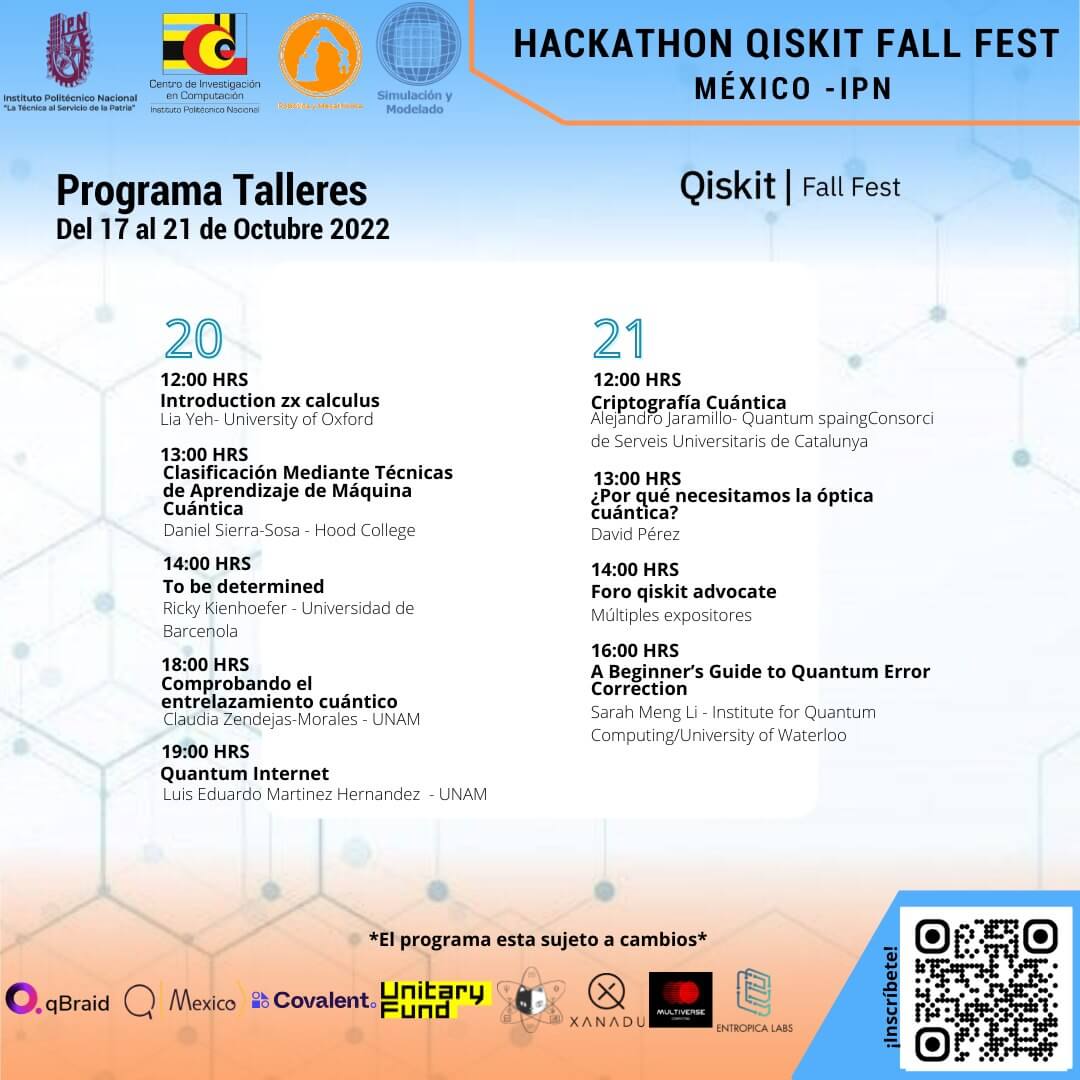 IPN
Instituto Politécnico Nacional
"La Técnica al Servicio de la Patria"
Centro de Investigación
en Computación
Instituto Politécnico Nacional
Robótica y Mecatrónica
Simulación y
Modelado
HACKATHON QISKIT FALL FEST
MÉXICO -IPN
Programa Talleres
Del 17 al 21 de Octubre 2022
Qiskit | Fall Fest
20
12:00 HRS
Introduction zx calculus
Lia Yeh- University of Oxford
13:00 HRS
Clasificación Mediante Técnicas
de Aprendizaje de Máquina
Cuántica
Daniel Sierra-Sosa - Hood College
14:00 HRS
To be determined
Ricky Kienhoefer - Universidad de
Barcenola
18:00 HRS
Comprobando el
entrelazamiento cuántico
Claudia Zendejas-Morales - UNAM
19:00 HRS
Quantum Internet
Luis Eduardo Martinez Hernandez - UNAM
21
12:00 HRS
Criptografía Cuántica
Alejandro Jaramillo- Quantum spaingConsorci
de Serveis Universitaris de Catalunya
13:00 HRS
¿Por qué necesitamos la óptica
cuántica?
David Pérez
14:00 HRS
Foro qiskit advocate
Múltiples expositores
16:00 HRS
A Beginner's Guide to Quantum Error
Correction
Sarah Meng Li - Institute for Quantum
Computing/University of Waterloo
*El programa esta sujeto a cambios*
qBraid
Q Mexico
Covalent.
Unitary
Fund
XANADU
MULTIVERSE
COMPUTING
ENTROPICA LABS
¡Inscríbete!